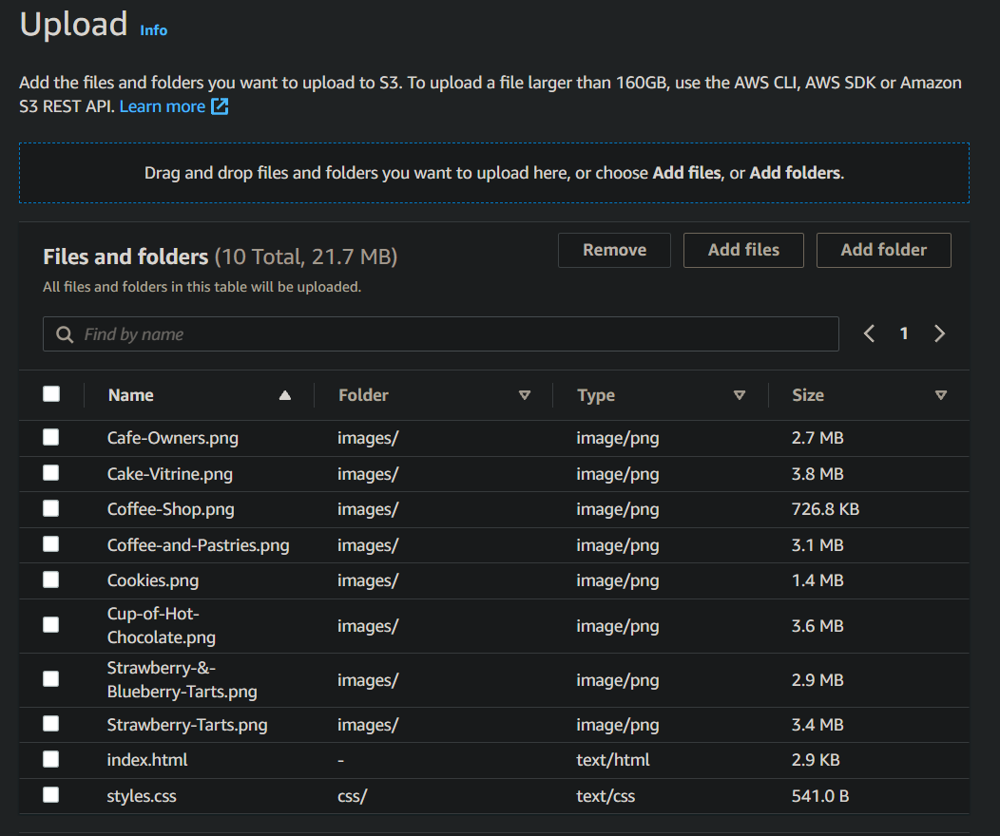 Upload Info
Add the files and folders you want to upload to S3. To upload a file larger than 160GB, use the AWS CLI, AWS SDK or Amazon
S3 REST API. Learn more
Drag and drop files and folders you want to upload here, or choose Add files, or Add folders.
Files and folders (10 Total, 21.7 MB) Remove Add files Add folder
All files and folders in this table will be uploaded.
Find by name 1
Name Folder Type Size
Cafe-Owners.png images/ image/png 2.7 MB
Cake-Vitrine.png images/ image/png 3.8 MB
Coffee-Shop.png images/ image/png 726.8 KB
Coffee-and-Pastries.png images/ image/png 3.1 MB
Cookies.png images/ image/png 1.4 MB
Cup-of-Hot-
Chocolate.png images/ image/png 3.6 MB
Strawberry-&-
Blueberry-Tarts.png images/ image/png 2.9 MB
Strawberry-Tarts.png images/ image/png 3.4 MB
index.html - text/html 2.9 KB
styles.css css/ text/css 541.0 B